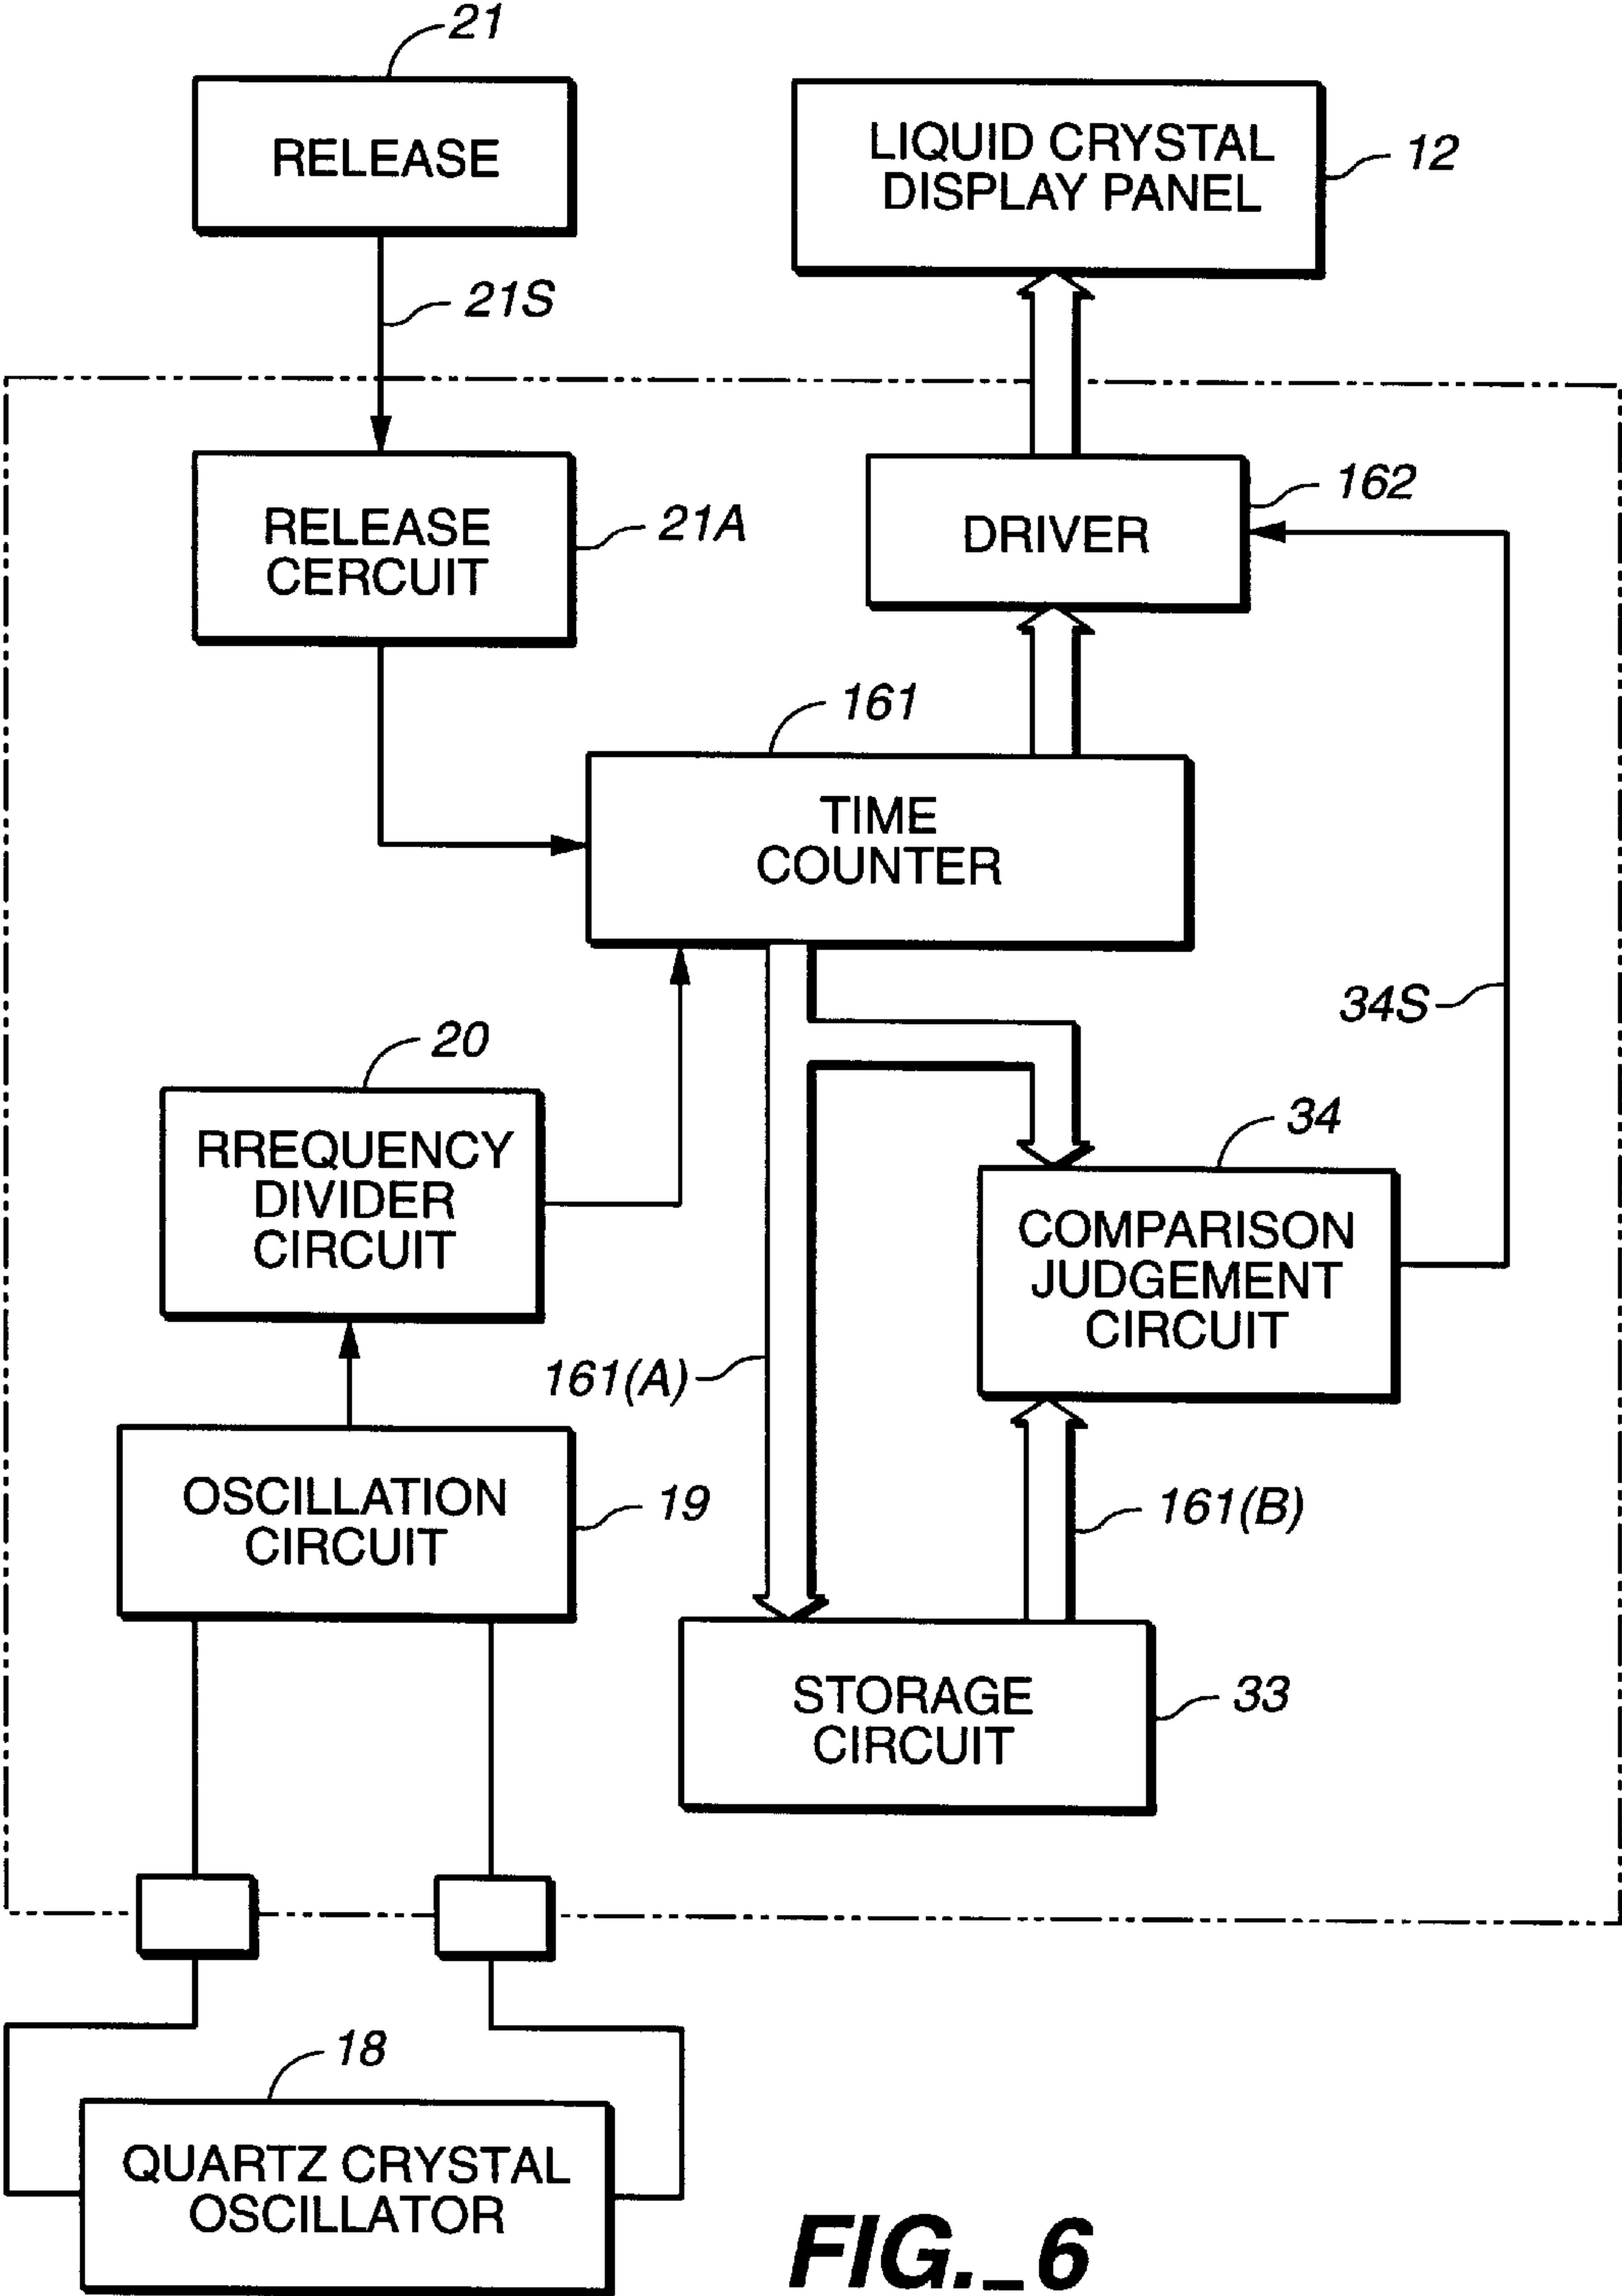 21
RELEASE
LIQUID CRYSTAL
DISPLAY PANEL
12
21S
RELEASE
CERCUIT
21A
DRIVER
162
161
TIME
COUNTER
34S
20
RREQUENCY
DIVIDER
CIRCUIT
34
COMPARISON
JUDGEMENT
CIRCUIT
161(A)
OSCILLATION
CIRCUIT
19
161(B)
STORAGE
CIRCUIT
33
18
QUARTZ CRYSTAL
OSCILLATOR
FIG._6